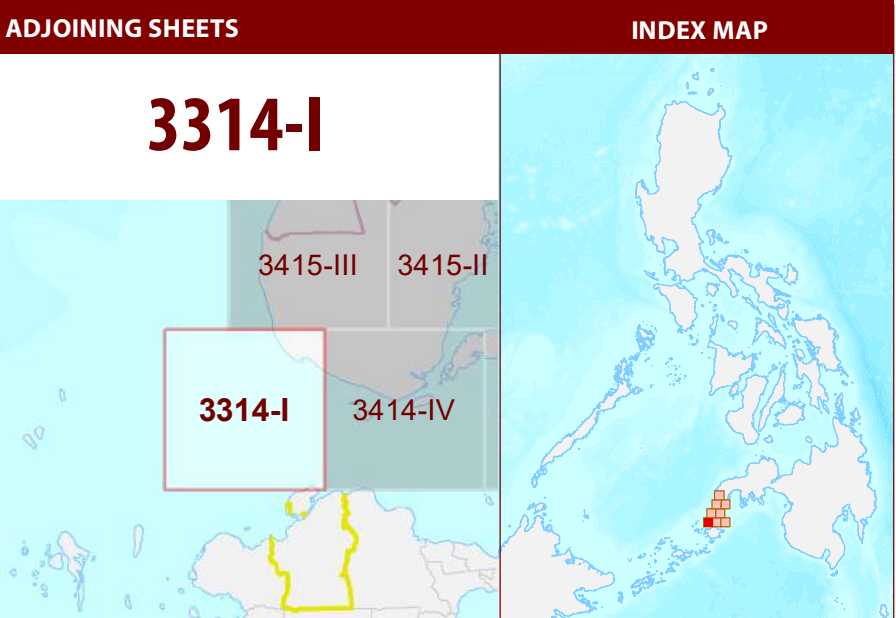 ADJOINING SHEETS
INDEX MAP
3314-I
3415-III
3415-II
3314-I
3414-IV